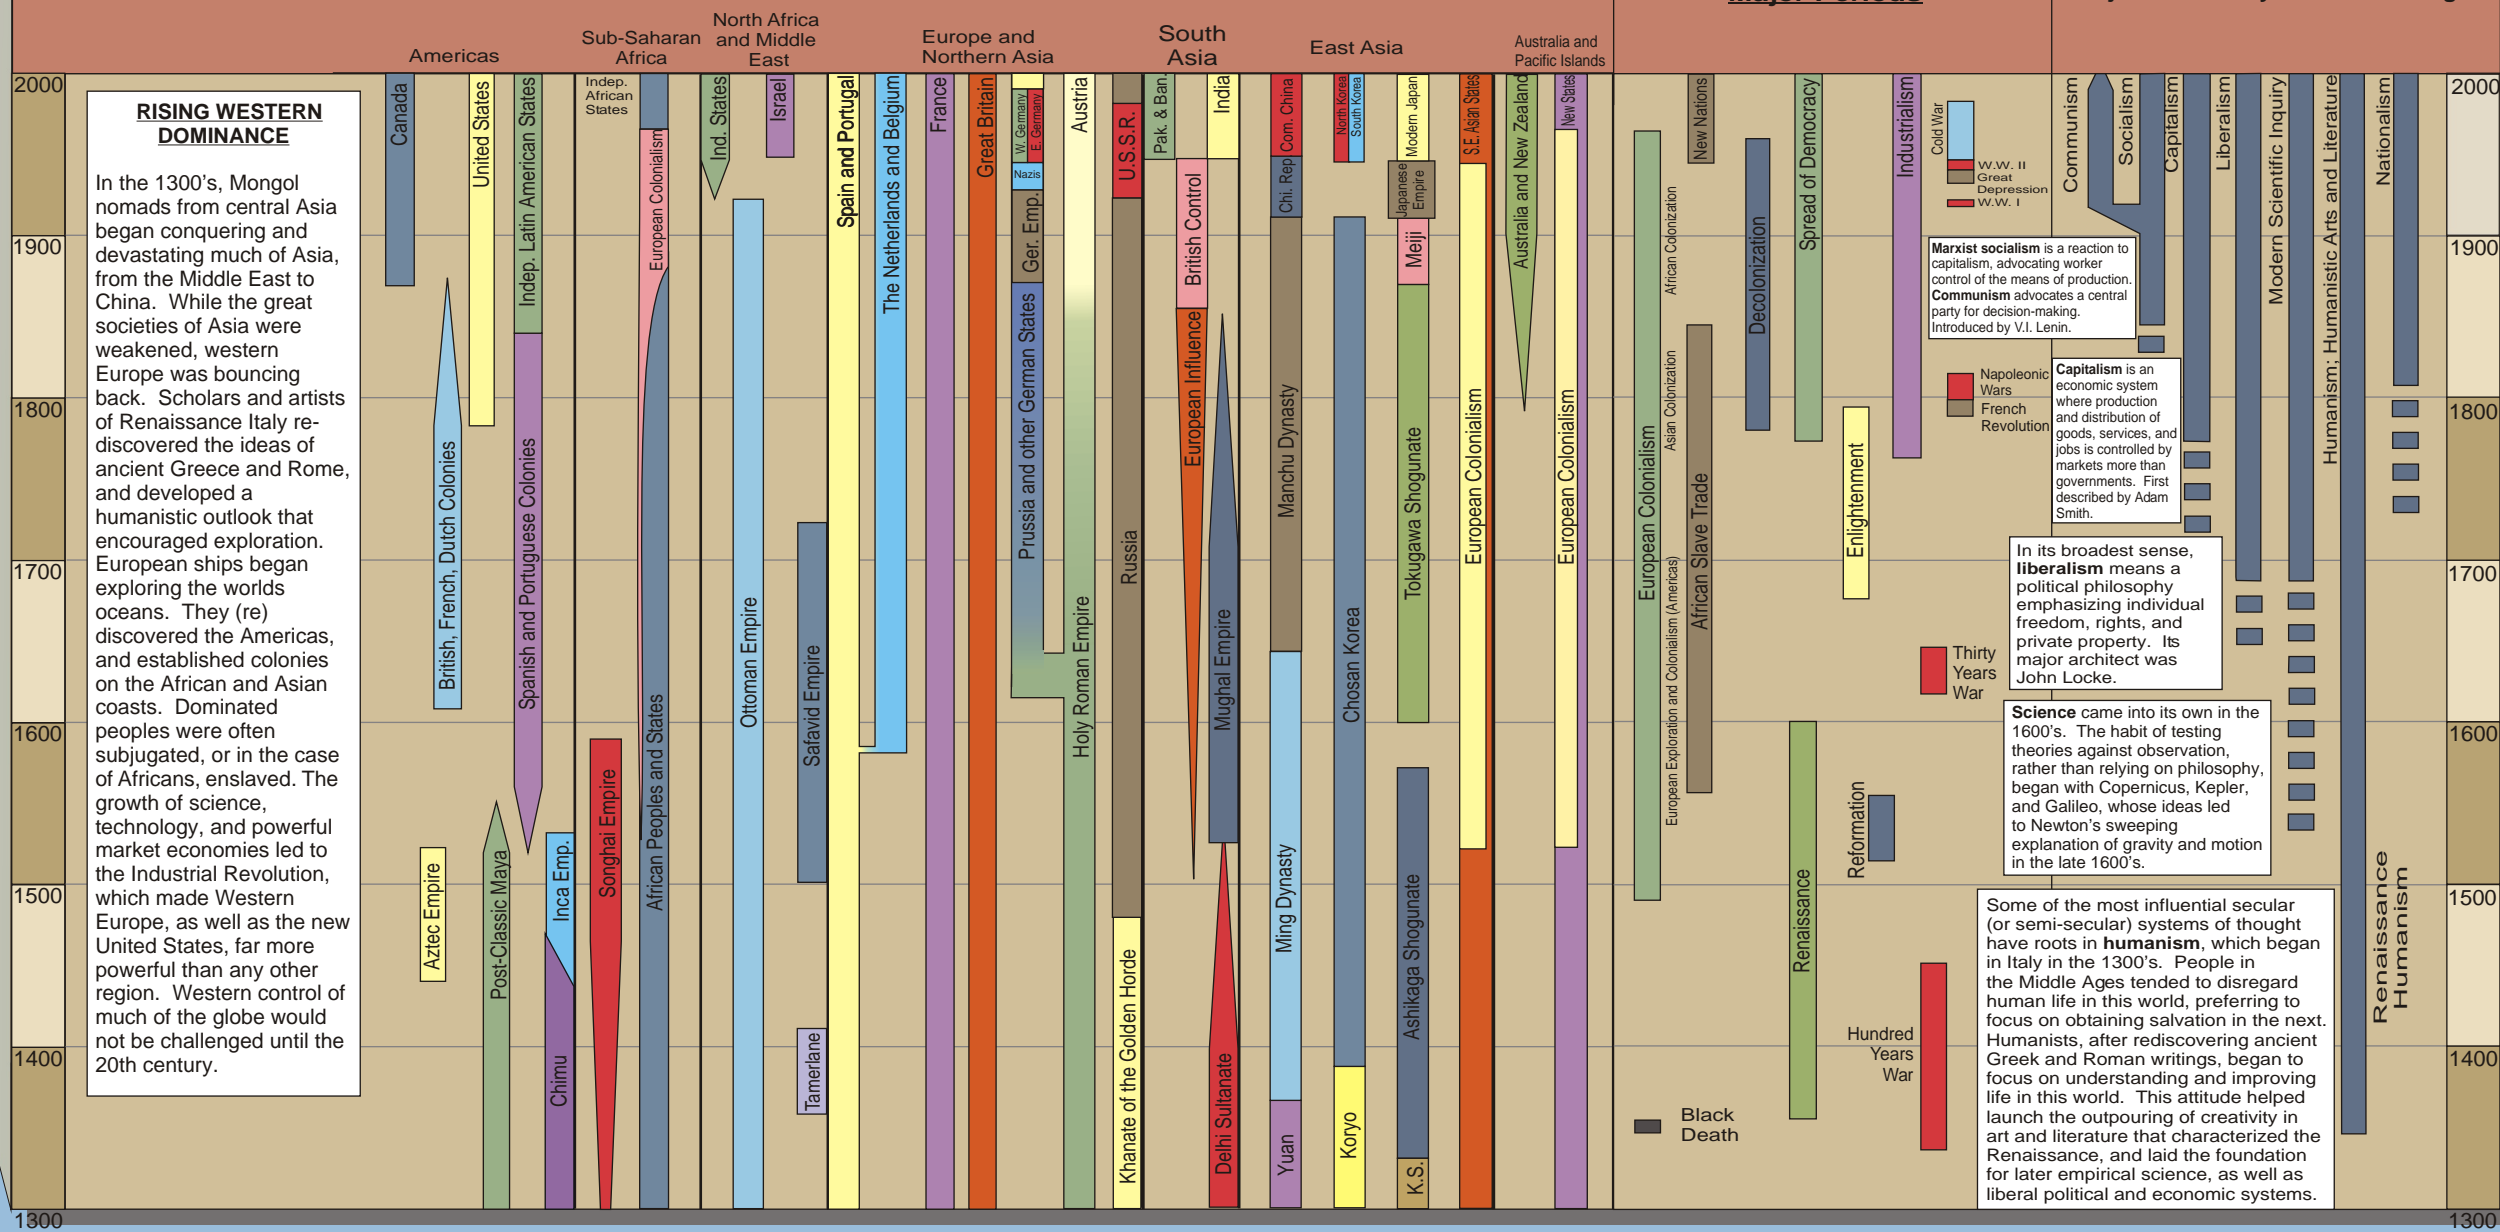 Americas
Sub-Saharan
Africa
North Africa
and Middle
East
Europe and
Northern Asia
South
Asia
East Asia
Australia and
Pacific Islands
Major Periods
2000
1900
1800
1700
1600
1500
1400
1300
RISING WESTERN
DOMINANCE
In the 1300's, Mongol
nomads from central Asia
began conquering and
devastating much of Asia,
from the Middle East to
China. While the great
societies of Asia were
weakened, western
Europe was bouncing
back. Scholars and artists
of Renaissance Italy re-
discovered the ideas of
ancient Greece and Rome,
and developed a
humanistic outlook that
encouraged exploration.
European ships began
exploring the worlds
oceans. They (re)
discovered the Americas,
and established colonies
on the African and Asian
coasts. Dominated
peoples were often
subjugated, or in the case
of Africans, enslaved. The
growth of science,
technology, and powerful
market economies led to
the Industrial Revolution,
which made Western
Europe, as well as the new
United States, far more
powerful than any other
region. Western control of
much of the globe would
not be challenged until the
20th century.
Canada
British, French, Dutch Colonies
Aztec Empire
United States
Post-Classic Maya
Indep. Latin American States
Spanish and Portuguese Colonies
Inca Emp.
Chimu
Indep.
African
States
Songhai Empire
European Colonialism
African Peoples and States
Ind. States
Ottoman Empire
Israel
Safavid Empire
Tamerlane
Spain and Portugal
The Netherlands and Belgium
France
Great Britain
W. Germany
E. Germany
Nazis
Ger. Emp.
Prussia and other German States
Austria
Holy Roman Empire
U.S.S.R.
Russia
Khanate of the Golden Horde
Pak. & Ban.
India
British Control
European Influence
Mughal Empire
Delhi Sultanate
Com. China
Chi. Rep
Manchu Dynasty
Ming Dynasty
Yuan
North Korea
South Korea
Chosan Korea
Koryo
Modern Japan
Japanese
Empire
Meiji
Tokugawa Shogunate
Ashikaga Shogunate
K.S.
S.E. Asian States
European Colonialism
Australia and New Zealand
New States
European Colonialism
European Colonialism
African Colonization
Asian Colonization
European Exploration and Colonialism (Americas)
New Nations
African Slave Trade
Black
Death
Decolonization
Spread of Democracy
Renaissance
Enlightenment
Reformation
Industrialism
Cold War
W.W. II
Great
Depression
W.W. I
Napoleonic
Wars
French
Revolution
Thirty
Years
War
Hundred
Years
War
Communism
Socialism
Capitalism
Liberalism
Modern Scientific Inquiry
Humanism; Humanistic Arts and Literature
Nationalism
Renaissance
Humanism
Marxist socialism is a reaction to
capitalism, advocating worker
control of the means of production.
Communism advocates a central
party for decision-making.
Introduced by V.I. Lenin.
Capitalism is an
economic system
where production
and distribution of
goods, services, and
jobs is controlled by
markets more than
governments. First
described by Adam
Smith.
In its broadest sense,
liberalism means a
political philosophy
emphasizing individual
freedom, rights, and
private property. Its
major architect was
John Locke.
Science came into its own in the
1600's. The habit of testing
theories against observation,
rather than relying on philosophy,
began with Copernicus, Kepler,
and Galileo, whose ideas led
to Newton's sweeping
explanation of gravity and motion
in the late 1600's.
Some of the most influential secular
(or semi-secular) systems of thought
have roots in humanism, which began
in Italy in the 1300's. People in
the Middle Ages tended to disregard
human life in this world, preferring to
focus on obtaining salvation in the next.
Humanists, after rediscovering ancient
Greek and Roman writings, began to
focus on understanding and improving
life in this world. This attitude helped
launch the outpouring of creativity in
art and literature that characterized the
Renaissance, and laid the foundation
for later empirical science, as well as
liberal political and economic systems.
2000
1900
1800
1700
1600
1500
1400
1300